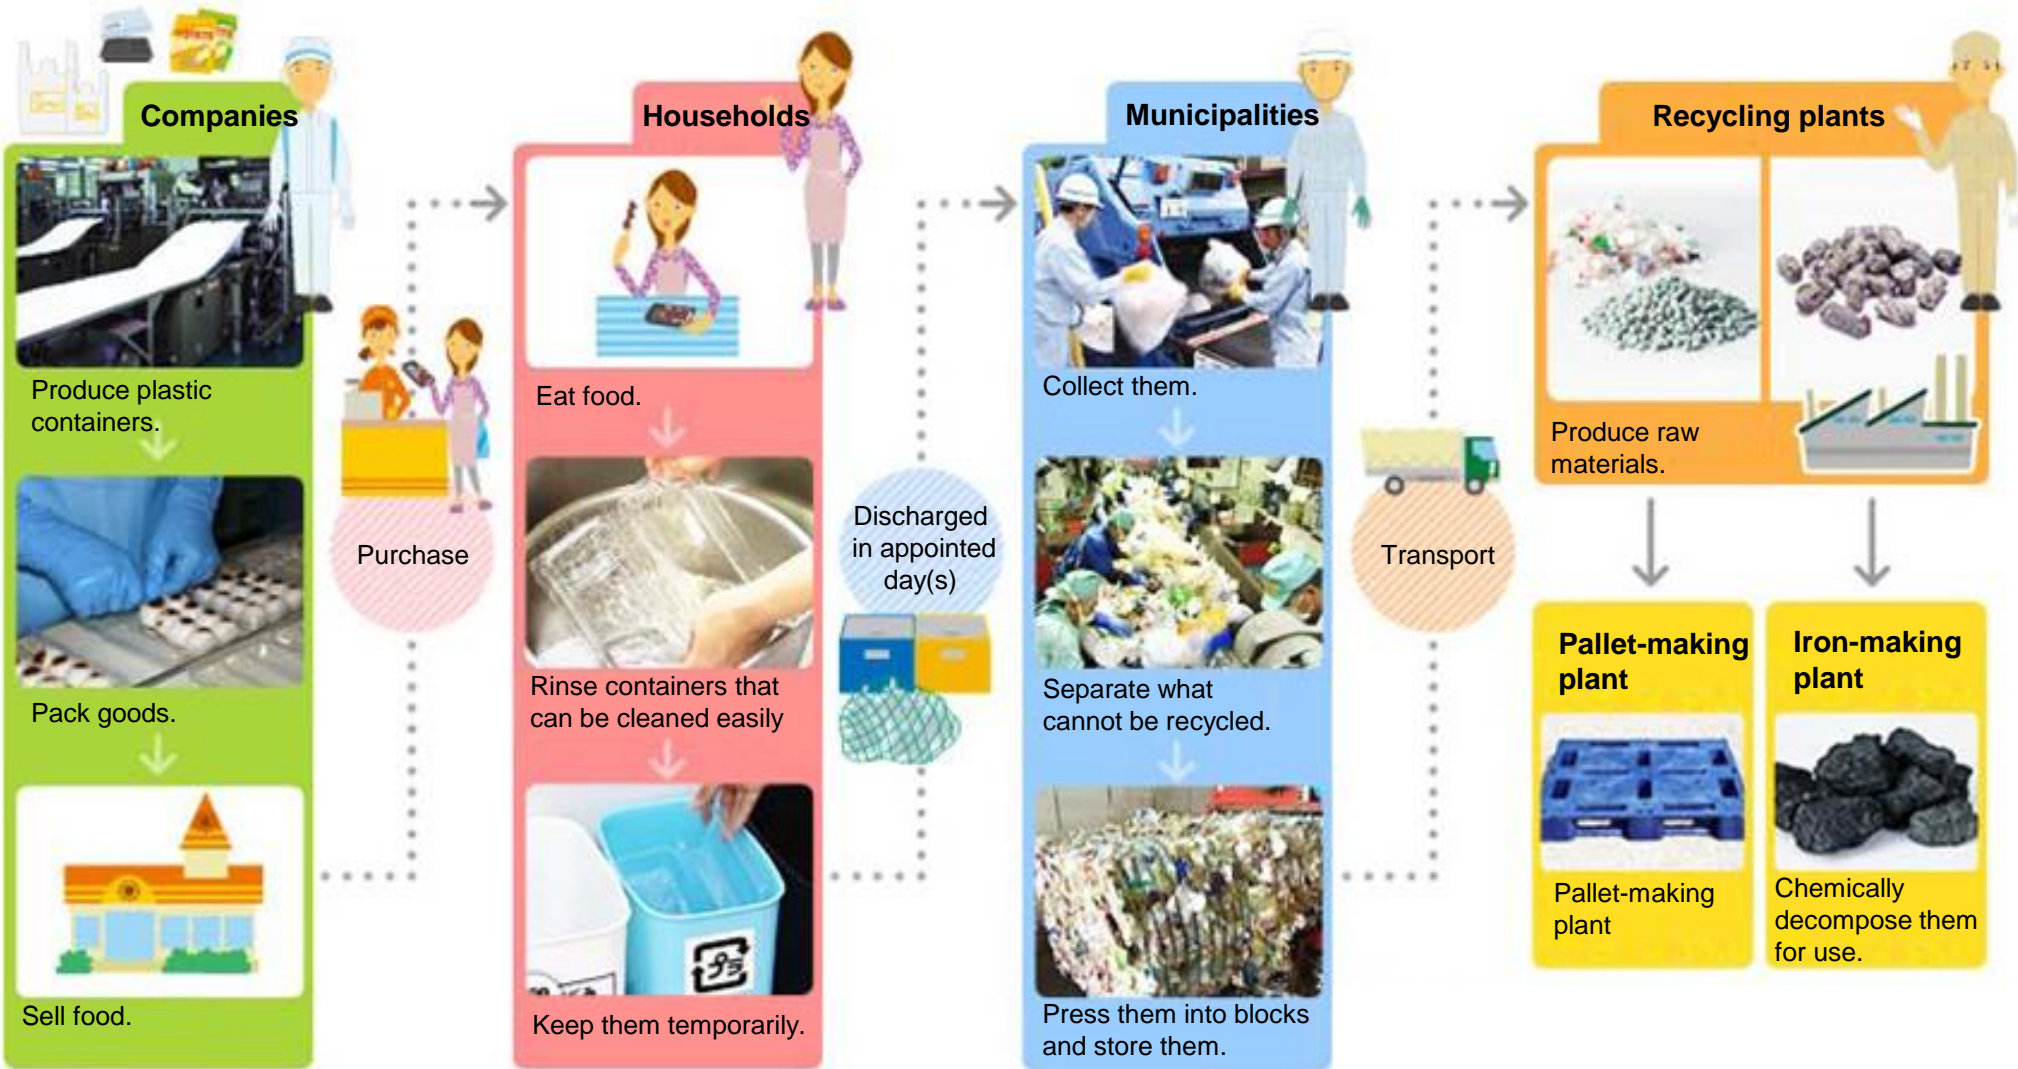 Companies
Produce plastic
containers.
Pack goods.
Sell food.
Purchase
Households
Eat food.
Rinse containers that
can be cleaned easily
プラ
Keep them temporarily.
Discharged
in appointed
day(s)
Municipalities
Collect them.
Separate what
cannot be recycled.
Press them into blocks
and store them.
Transport
Recycling plants
Produce raw
materials.
Pallet-making
plant
Pallet-making
plant
Iron-making
plant
Chemically
decompose them
for use.